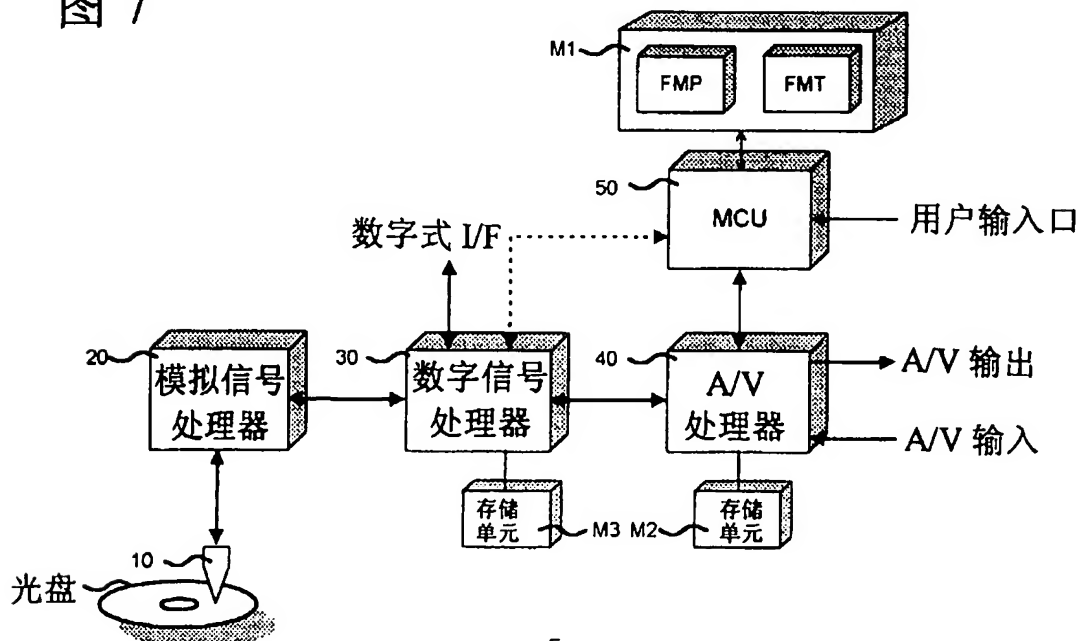 图 7
M1
FMP
FMT
50
MCU
用户输入口
数字式 I/F
20
模拟信号
处理器
30
数字信号
处理器
40
A/V
处理器
A/V 输出
A/V 输入
存储
单元
M3
M2
存储
单元
10
光盘